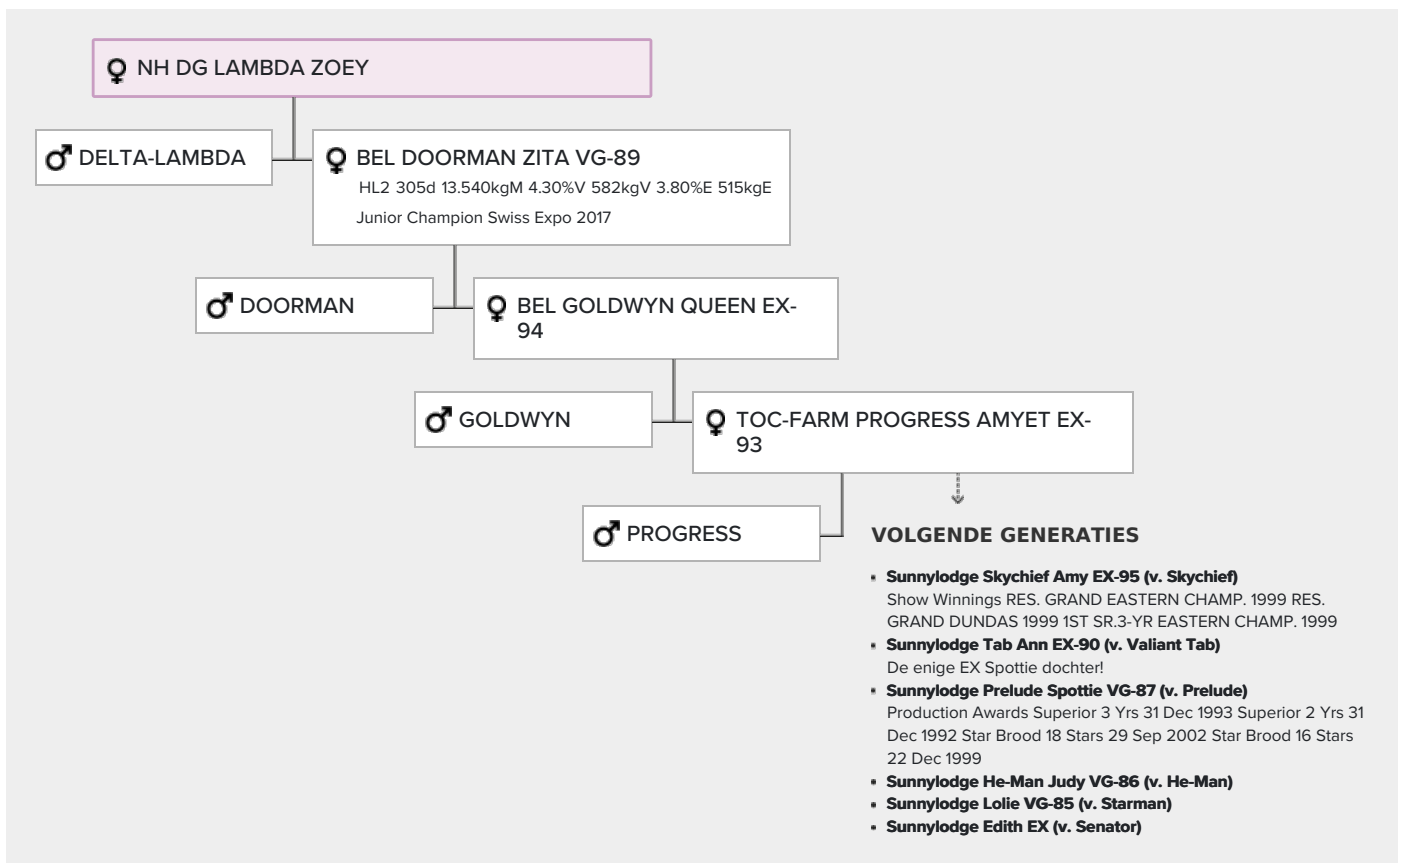 NH DG LAMBDA ZOEY
DELTA-LAMBDA
BEL DOORMAN ZITA VG-89
HL2 305d 13.540kgM 4.30%V 582kgV 3.80%E 515kgE
Junior Champion Swiss Expo 2017
DOORMAN
BEL GOLDWYN QUEEN EX-
94
GOLDWYN
TOC-FARM PROGRESS AMYET EX-
93
PROGRESS
VOLGENDE GENERATIES
Sunnylodge Skychief Amy EX-95 (v. Skychief)
Show Winnings RES. GRAND EASTERN CHAMP. 1999 RES.
GRAND DUNDAS 1999 1ST SR.3-YR EASTERN CHAMP. 1999
Sunnylodge Tab Ann EX-90 (v. Valiant Tab)
De enige EX Spottie dochter!
Sunnylodge Prelude Spottie VG-87 (v. Prelude)
Production Awards Superior 3 Yrs 31 Dec 1993 Superior 2 Yrs 31
Dec 1992 Star Brood 18 Stars 29 Sep 2002 Star Brood 16 Stars
22 Dec 1999
Sunnylodge He-Man Judy VG-86 (v. He-Man)
Sunnylodge Lolie VG-85 (v. Starman)
Sunnylodge Edith EX (v. Senator)